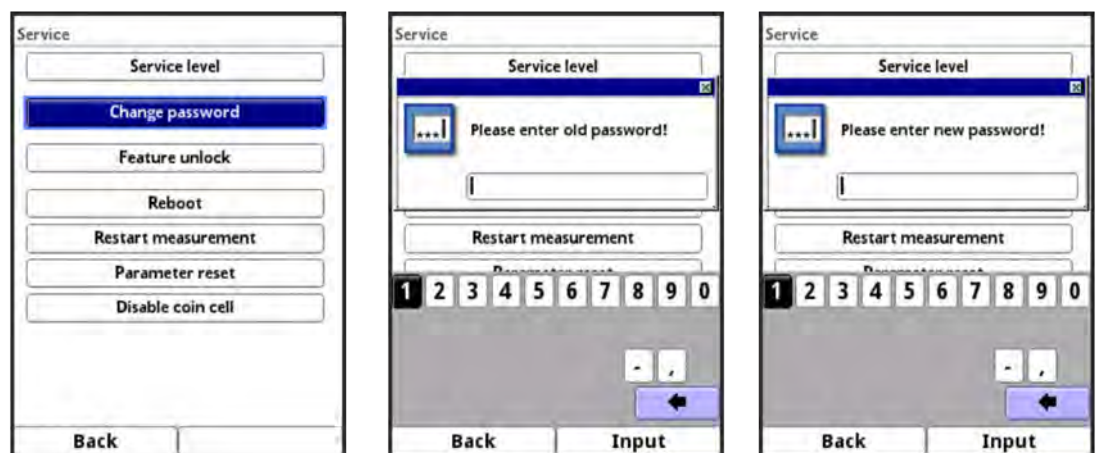 Service
Service level
Change password
Feature unlock
Reboot
Restart measurement
Parameter reset
Disable coin cell
Back
Service
Service level
...|
Please enter old password!
Restart measurement
1 2 3 4 5 6 7 8 9 0
- ,
Back Input
Service
Service level
...|
Please enter new password!
Restart measurement
1 2 3 4 5 6 7 8 9 0
- ,
Back Input